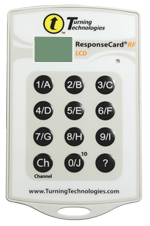 t
Turning
Technologies
ResponseCard® RF
LCD
1/A 2/B 3/C
4/D 5/E 6/F
7/G 8/H 9/I
10
Ch 0/J ?
Channel
www.TurningTechnologies.com